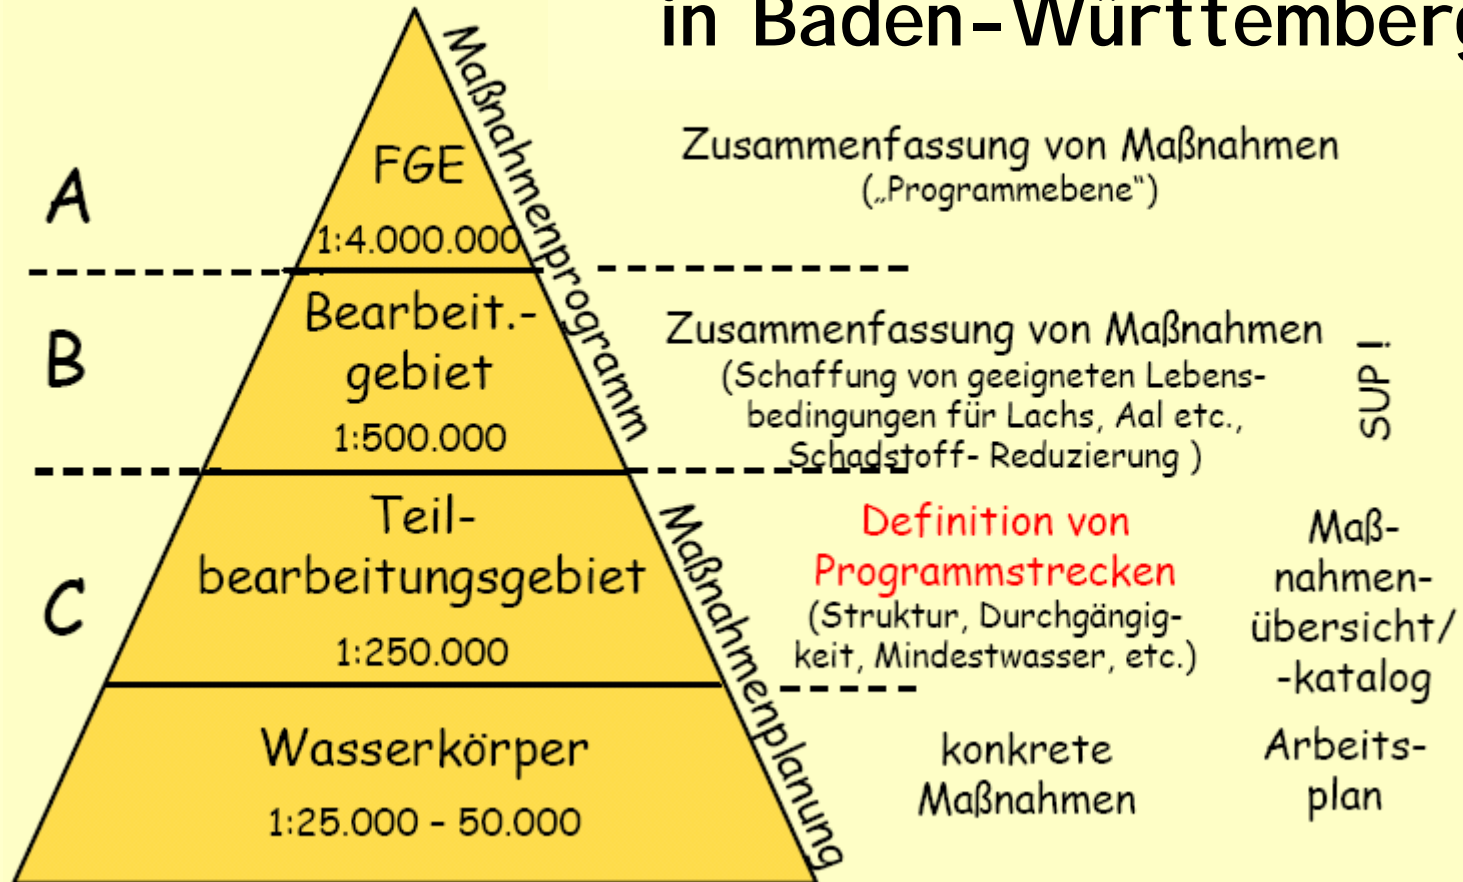 in Baden-Württemberg
A
FGE
1:4.000.000
Maßnahmenprogramm
Zusammenfassung von Maßnahmen
(„Programmebene“)
B
Bearbeit.-
gebiet
1:500.000
Zusammenfassung von Maßnahmen
(Schaffung von geeigneten Lebens-
bedingungen für Lachs, Aal etc.,
Schadstoff- Reduzierung )
SUP !
C
Teil-
bearbeitungsgebiet
1:250.000
Maßnahmenplanung
Definition von
Programmstrecken
(Struktur, Durchgängig-
keit, Mindestwasser, etc.)
Maß-
nahmen-
übersicht/
-katalog
Wasserkörper
1:25.000 - 50.000
konkrete
Maßnahmen
Arbeits-
plan